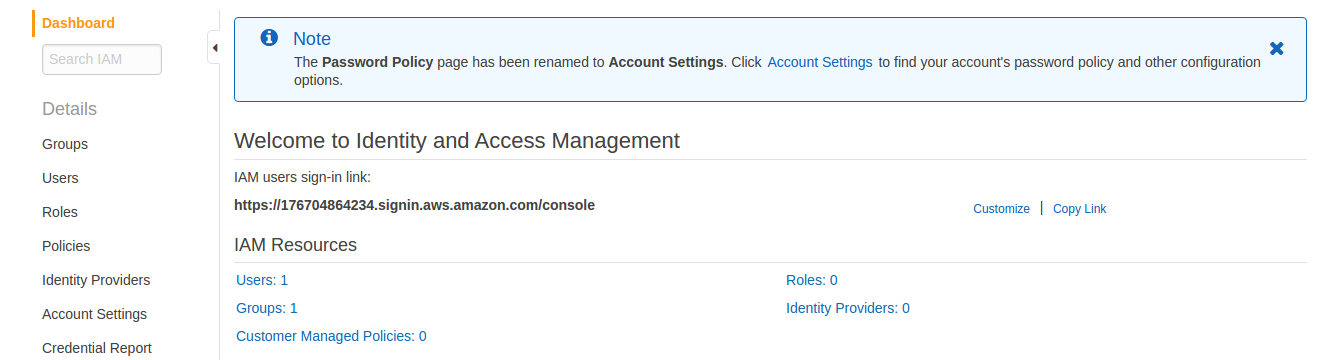 Dashboard
Search IAM
Details
Groups
Users
Roles
Policies
Identity Providers
Account Settings
Credential Report
Note
The Password Policy page has been renamed to Account Settings. Click Account Settings to find your account's password policy and other configuration
options.
Welcome to Identity and Access Management
IAM users sign-in link:
https://176704864234.signin.aws.amazon.com/console
Customize | Copy Link
IAM Resources
Users: 1
Roles: 0
Groups: 1
Identity Providers: 0
Customer Managed Policies: 0